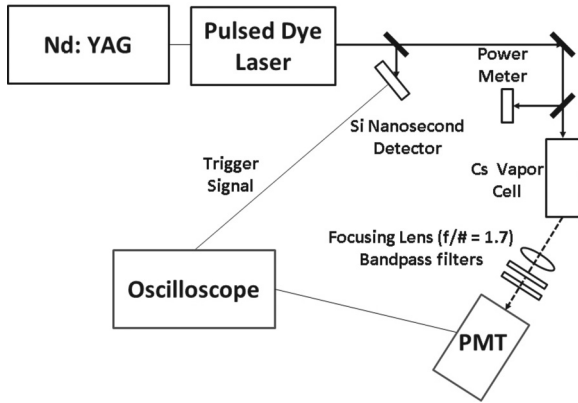 Nd: YAG
Pulsed Dye
Laser
Power
Meter
Si Nanosecond
Detector
Trigger
Signal
Cs Vapor
Cell
Focusing Lens (f/# = 1.7)
Bandpass filters
Oscilloscope
PMT